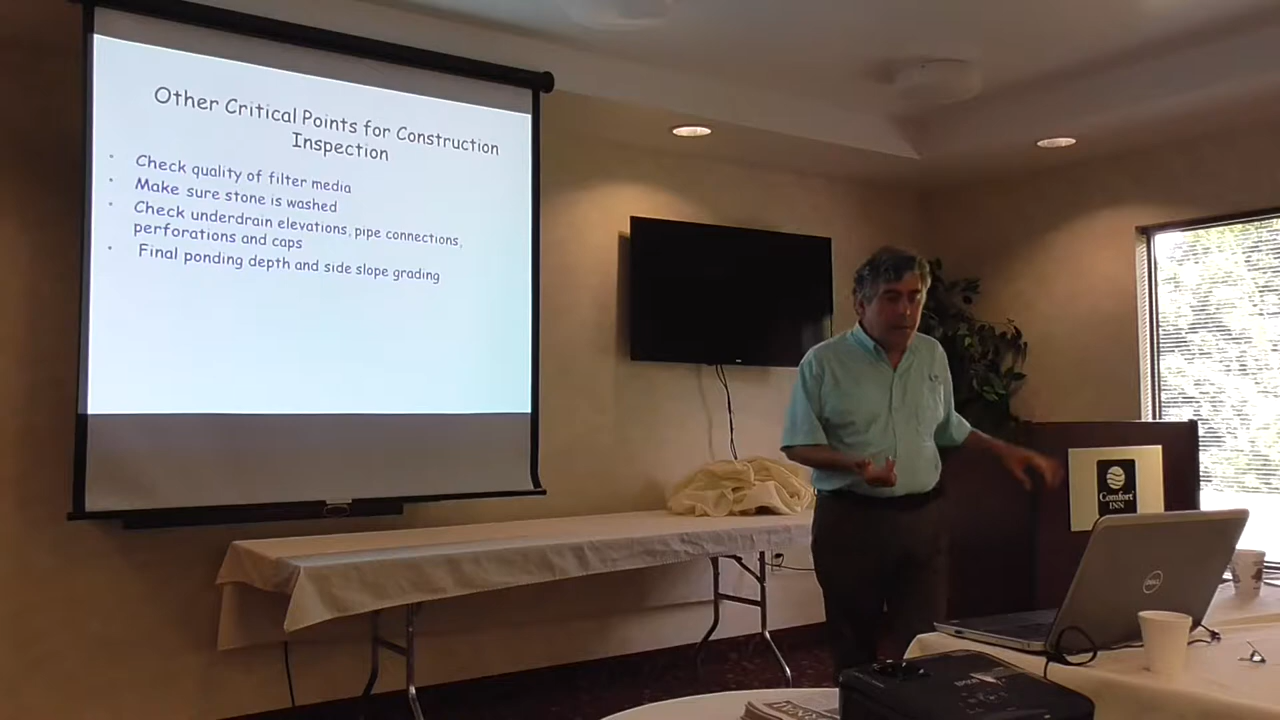 Other Critical Points for Construction
Inspection
• Check quality of filter media
• Make sure stone is washed
• Check underdrain elevations, pipe connections,
perforations and caps
• Final ponding depth and side slope grading
Comfort
INN
DELL
EPSON